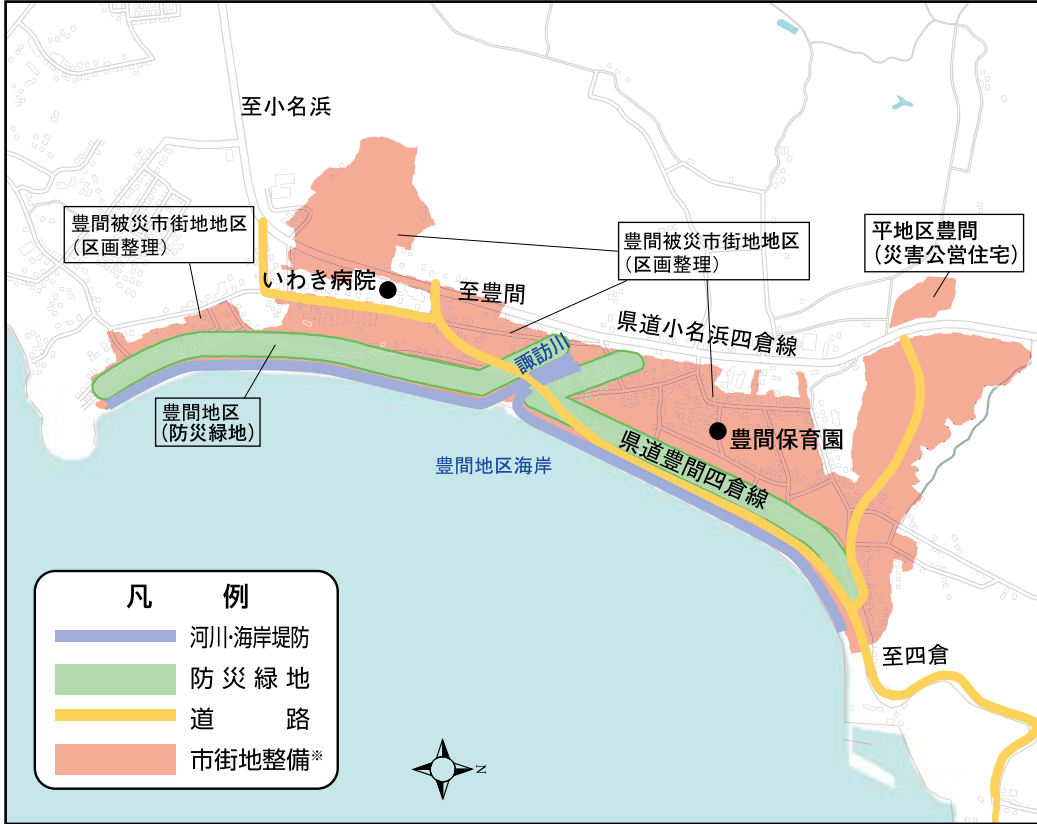 至小名浜
豊間被災市街地地区
(区画整理)
豊間被災市街地地区
(区画整理)
平地区豊間
(災害公営住宅)
いわき病院
至豊間
県道小名浜四倉線
諏訪川
豊間地区
(防災緑地)
豊間保育園
県道豊間四倉線
豊間地区海岸
至四倉
凡 例
河川・海岸堤防
防災緑地
道 路
市街地整備※
N